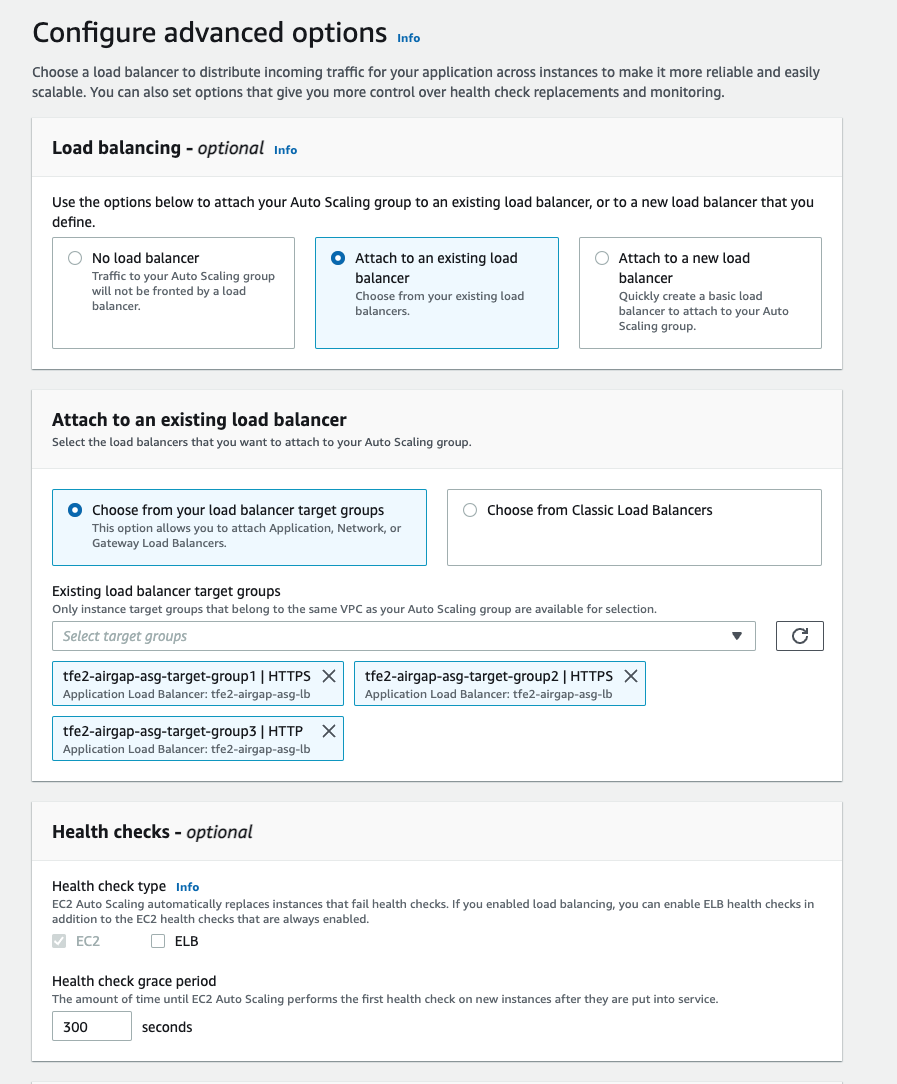 Configure advanced options Info
Choose a load balancer to distribute incoming traffic for your application across instances to make it more reliable and easily
scalable. You can also set options that give you more control over health check replacements and monitoring.
Load balancing - optional Info
Use the options below to attach your Auto Scaling group to an existing load balancer, or to a new load balancer that you
define.
No load balancer
Traffic to your Auto Scaling group
will not be fronted by a load
balancer.
Attach to an existing load
balancer
Choose from your existing load
balancers.
Attach to a new load
balancer
Quickly create a basic load
balancer to attach to your Auto
Scaling group.
Attach to an existing load balancer
Select the load balancers that you want to attach to your Auto Scaling group.
Choose from your load balancer target groups
This option allows you to attach Application, Network, or
Gateway Load Balancers.
Choose from Classic Load Balancers
Existing load balancer target groups
Only instance target groups that belong to the same VPC as your Auto Scaling group are available for selection.
Select target groups
tfe2-airgap-asg-target-group1 | HTTPS
Application Load Balancer: tfe2-airgap-asg-lb
tfe2-airgap-asg-target-group2 | HTTPS
Application Load Balancer: tfe2-airgap-asg-lb
tfe2-airgap-asg-target-group3 | HTTP
Application Load Balancer: tfe2-airgap-asg-lb
Health checks - optional
Health check type Info
EC2 Auto Scaling automatically replaces instances that fail health checks. If you enabled load balancing, you can enable ELB health checks in
addition to the EC2 health checks that are always enabled.
EC2 ELB
Health check grace period
The amount of time until EC2 Auto Scaling performs the first health check on new instances after they are put into service.
300 seconds